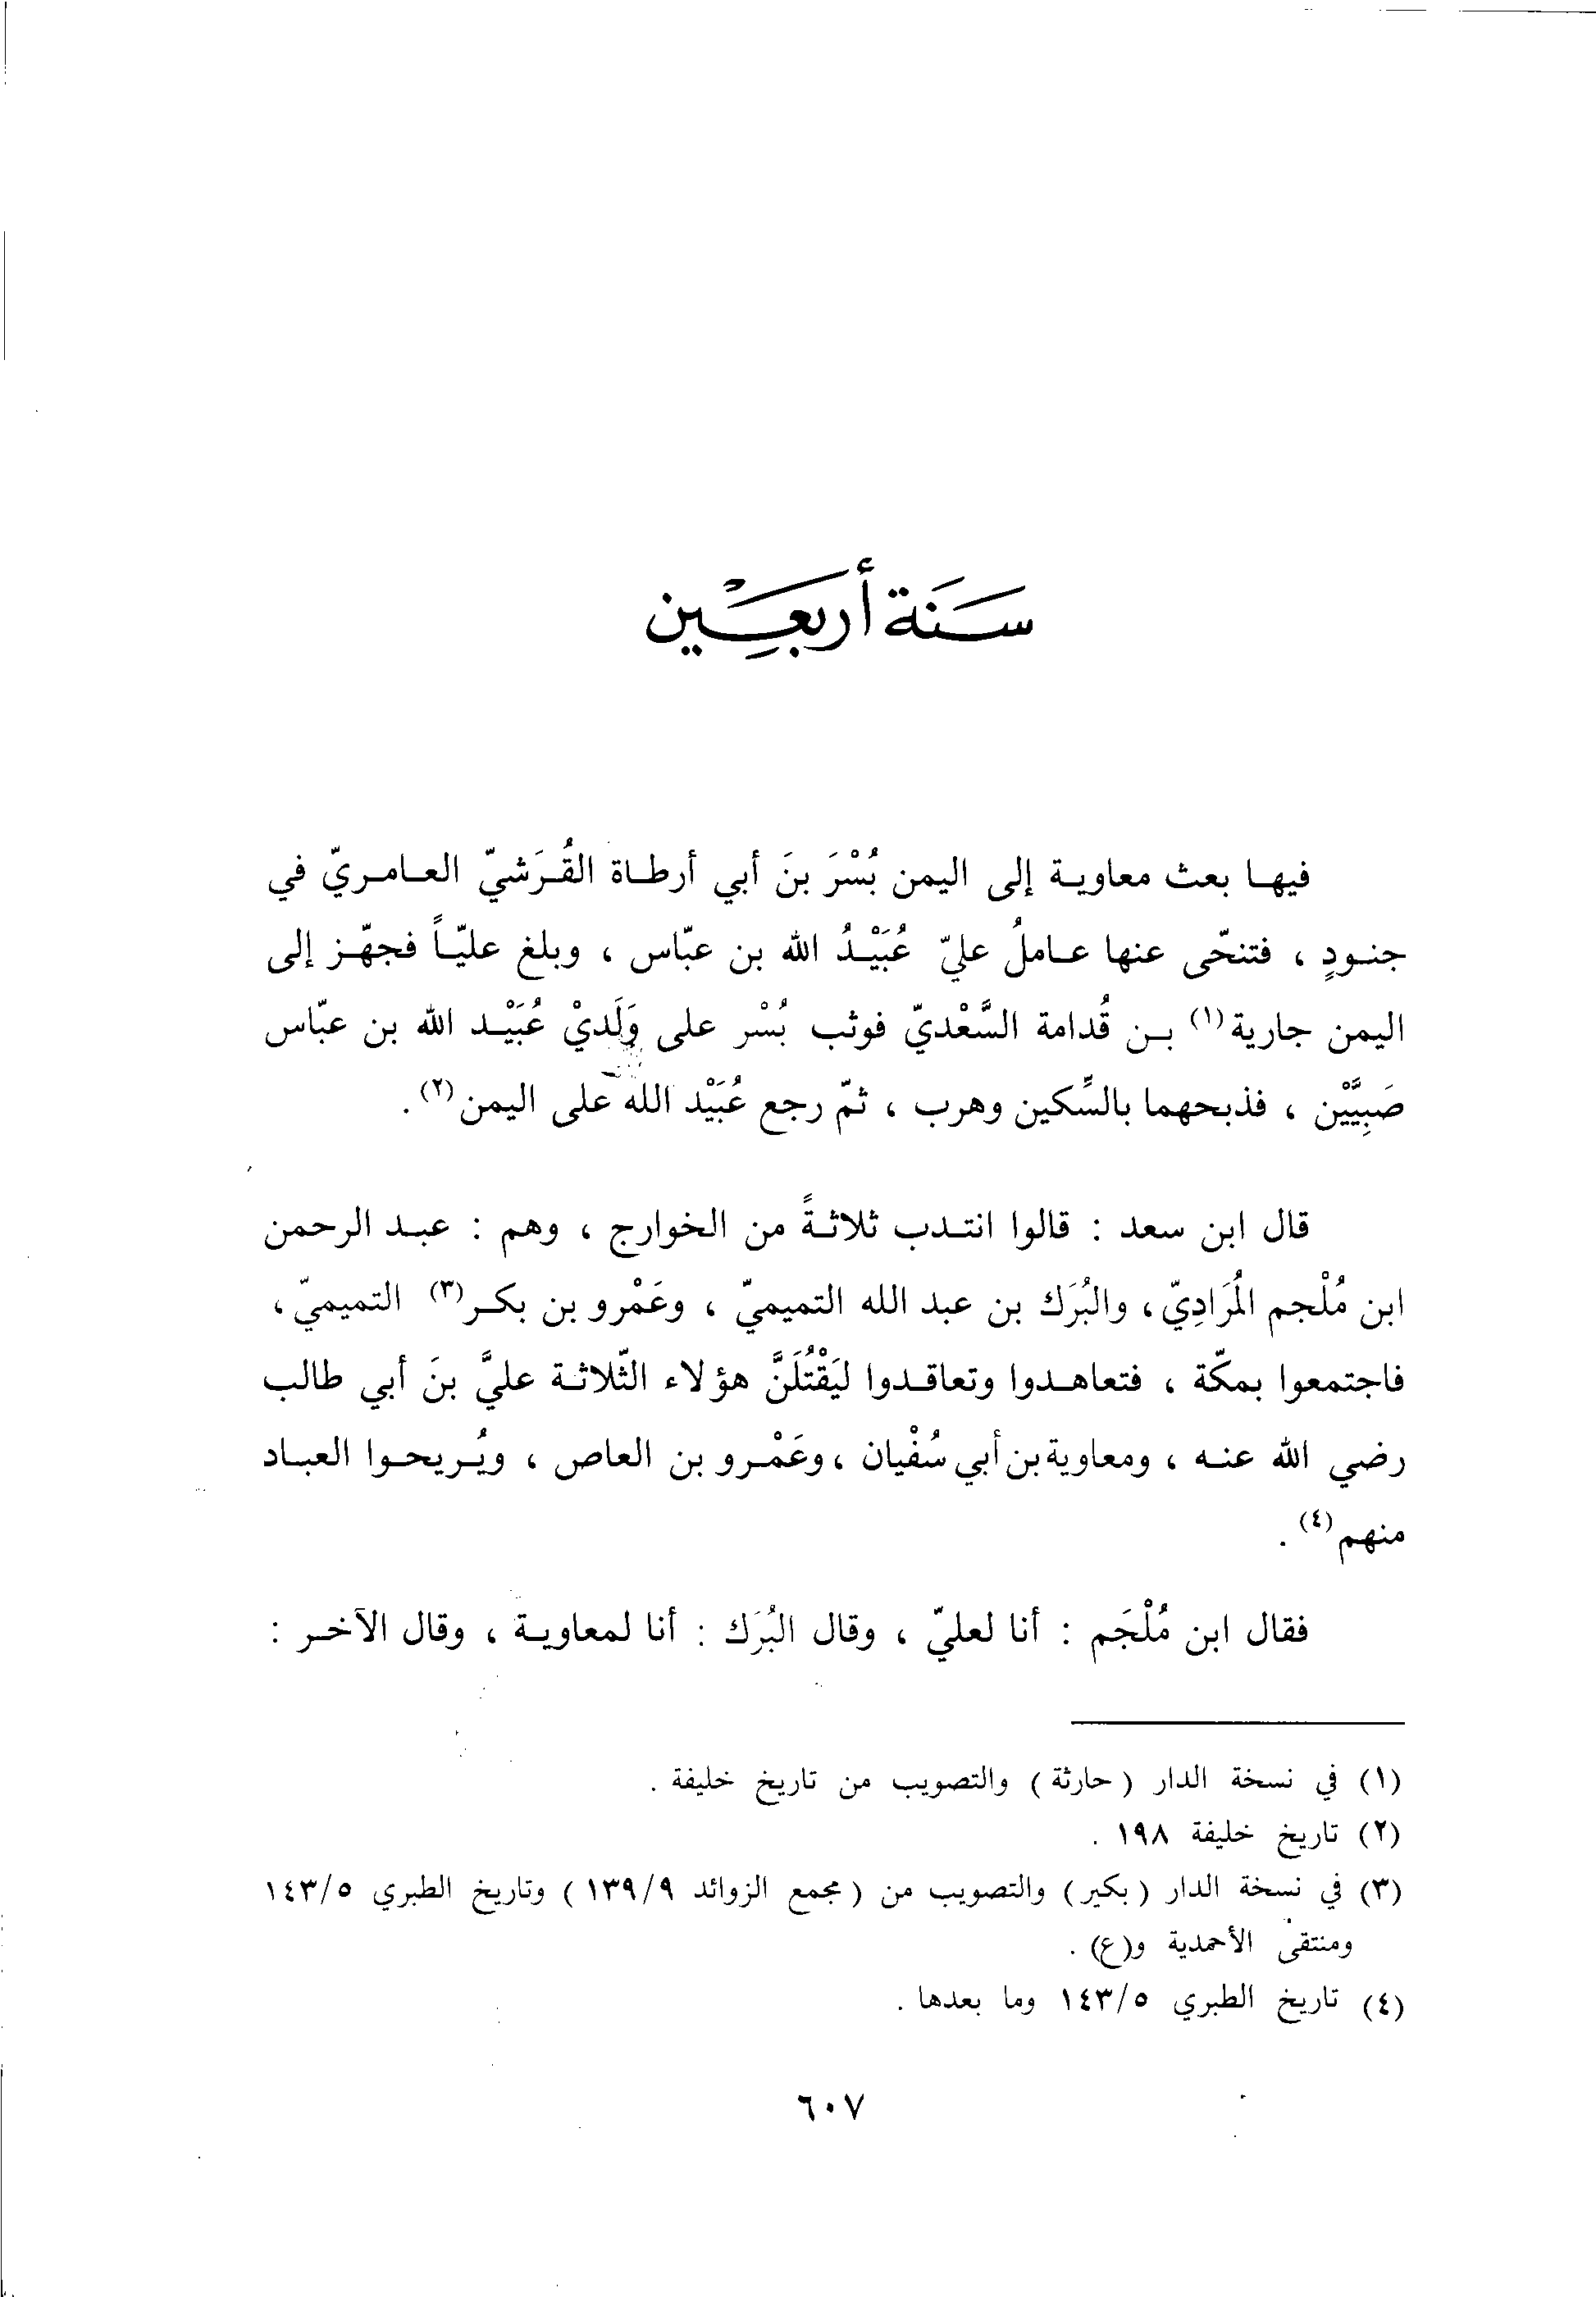 سَنَة أربعِين
فيها بعث معاوية إلى اليمن بُسْرَ بنَ أبي أرطاة القُرَشيّ العامريّ في
جنودٍ ، فتنحّى عنها عاملُ عليّ عُبَيْدُ الله بن عبّاس ، وبلغ عليّاً فجهّز إلى
اليمن جارية(١) بن قُدامة السَّعْديّ فوثب بُسْر على وَلَديْ عُبَيْد الله بن عبّاس
صَبِيَّيْن ، فذبحهما بالسِّكين وهرب ، ثمّ رجع عُبَيْد الله على اليمن(٢) .
قال ابن سعد : قالوا انتدب ثلاثةً من الخوارج ، وهم : عبد الرحمن
ابن مُلْجم المُرَادِيّ ، والبُرَك بن عبد الله التميميّ ، وعَمْرو بن بكر(٣) التميميّ ،
فاجتمعوا بمكّة ، فتعاهدوا وتعاقدوا ليَقْتُلَنَّ هؤلاء الثّلاثة عليَّ بنَ أبي طالب
رضي الله عنه ، ومعاوية بن أبي سُفْيان ، وعَمْرو بن العاص ، ويُريحوا العباد
منهم(٤) .
فقال ابن مُلْجَم : أنا لعليّ ، وقال البُرَك : أنا لمعاوية ، وقال الآخر :
(١) في نسخة الدار (حارثة) والتصويب من تاريخ خليفة .
(٢) تاريخ خليفة ١٩٨ .
(٣) في نسخة الدار (بكير) والتصويب من (مجمع الزوائد ١٣٩/٩) وتاريخ الطبري ١٤٣/٥
ومنتقى الأحمدية و(ع) .
(٤) تاريخ الطبري ١٤٣/٥ وما بعدها .
٦٠٧